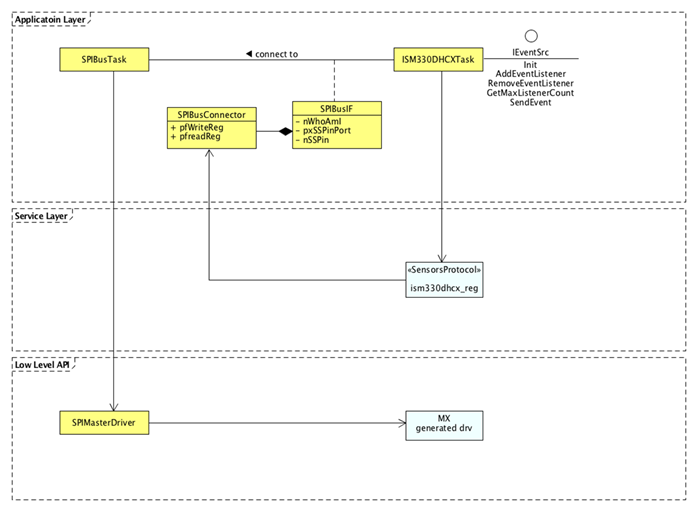 Applicatoin Layer
SPIBusTask
◄ connect to
ISM330DHCXTask
IEventSrc
Init
AddEventListener
RemoveEventListener
GetMaxListenerCount
SendEvent
SPIBusConnector
+ pfWriteReg
+ pfreadReg
SPIBusIF
− nWhoAmI
− pxSSPinPort
− nSSPin
Service Layer
«SensorsProtocol»
ism330dhcx_reg
Low Level API
SPIMasterDriver
MX
generated drv